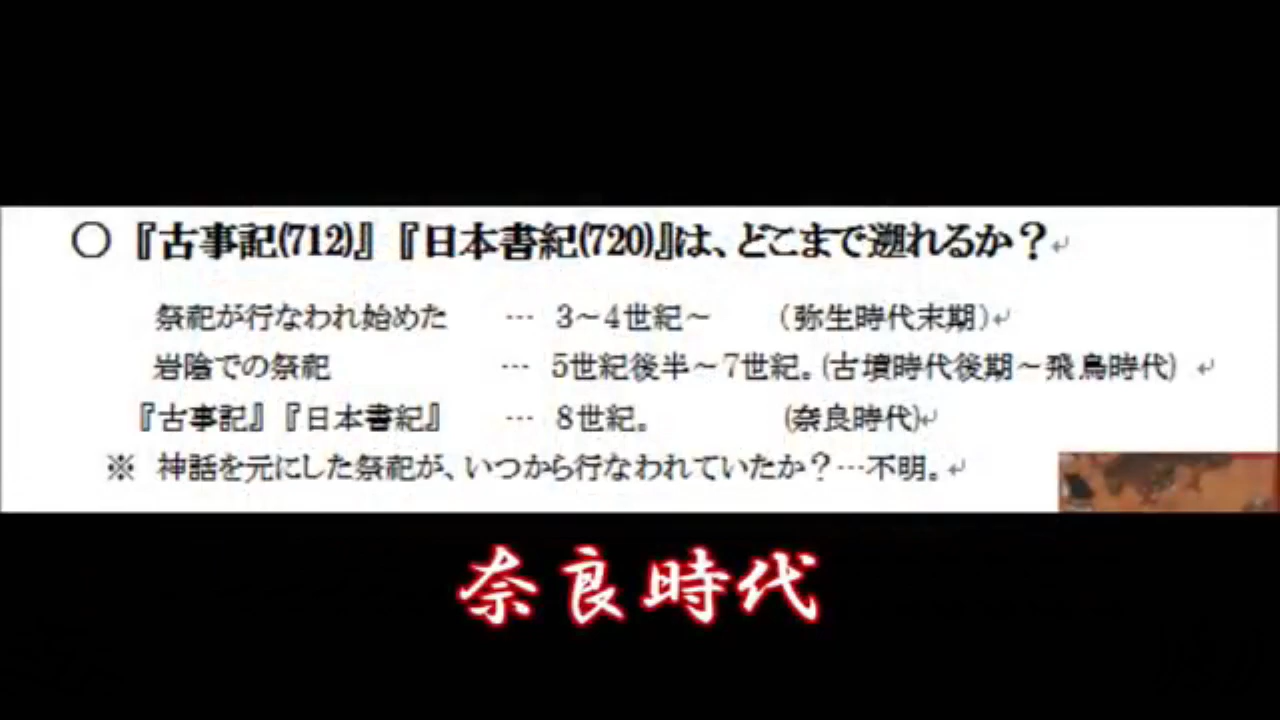 ○ 『古事記(712)』『日本書紀(720)』は、どこまで遡れるか？
祭祀が行なわれ始めた … 3～4世紀～ （弥生時代末期）
岩陰での祭祀 … 5世紀後半～7世紀。(古墳時代後期～飛鳥時代)
『古事記』『日本書紀』 … 8世紀。 (奈良時代)
※ 神話を元にした祭祀が、いつから行なわれていたか？…不明。
奈良時代